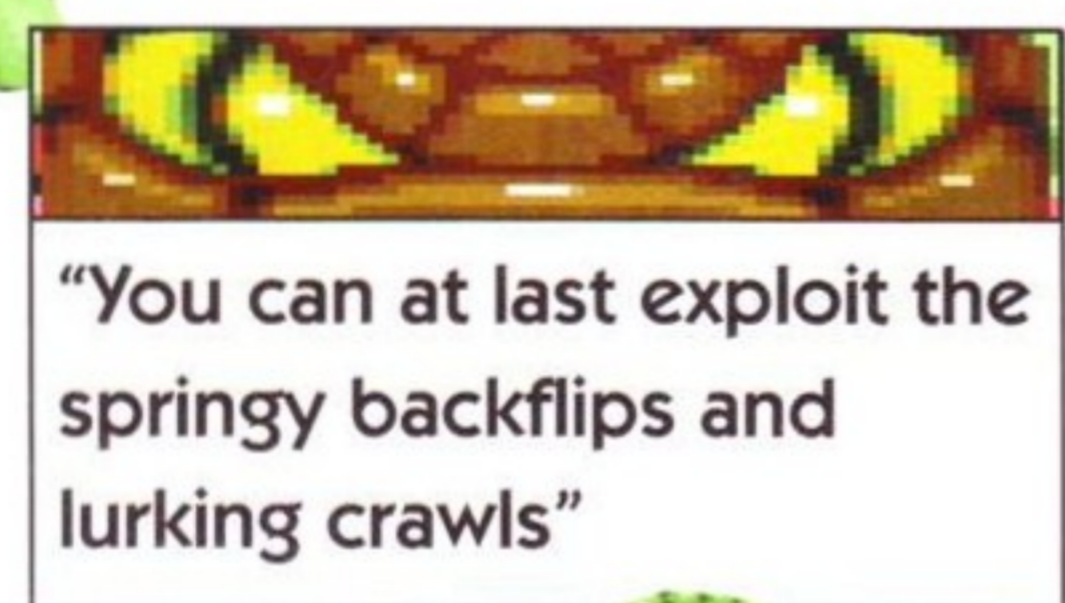 “You can at last exploit the
springy backflips and
lurking crawls”